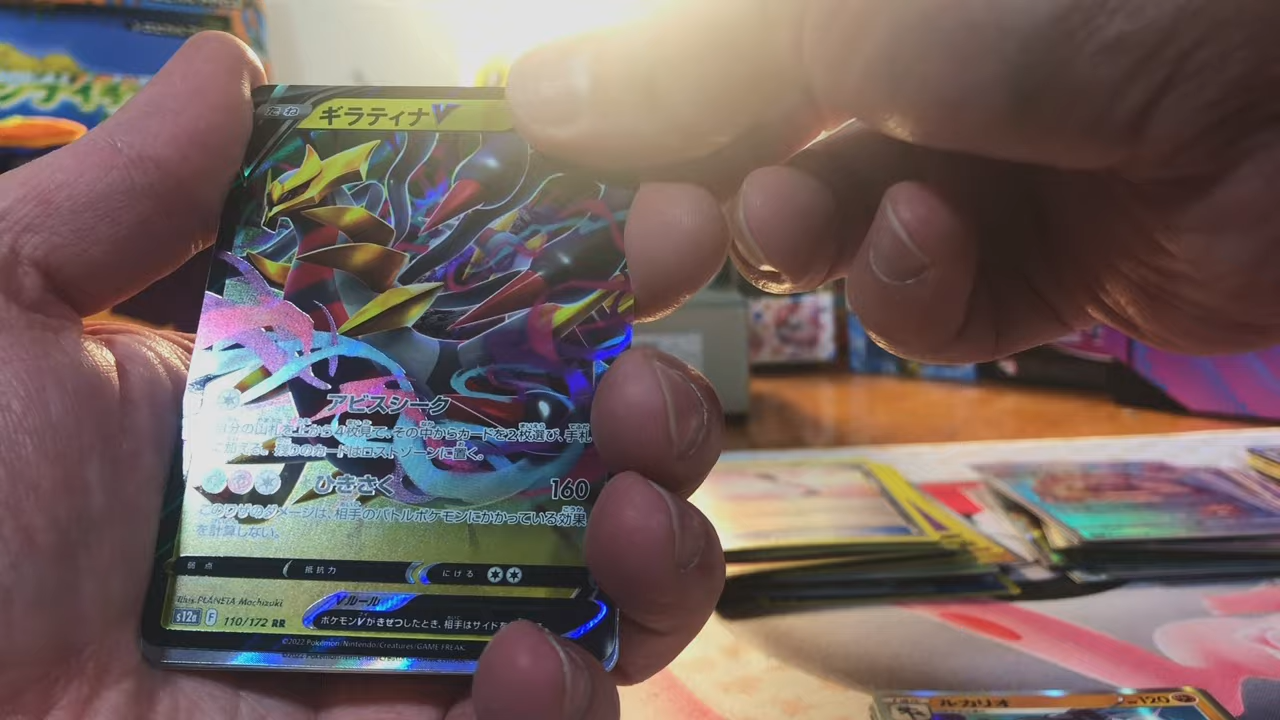 たね ギラティナV
アビスシーク
自分の山札を上から4枚見て、その中からカードを2枚選び、手札
に加える。残りのカードはロストゾーンに置く。
ひきさく 160
このワザのダメージは、相手のバトルポケモンにかかっている効果
を計算しない。
弱点 抵抗力 にげる
Illus. PLANETA Mochizuki
Vルール
s12a F 110/172 RR
ポケモンVがきぜつしたとき、相手はサイドを
©2022 Pokémon/Nintendo/Creatures/GAME FREAK.
ルカリオ 120